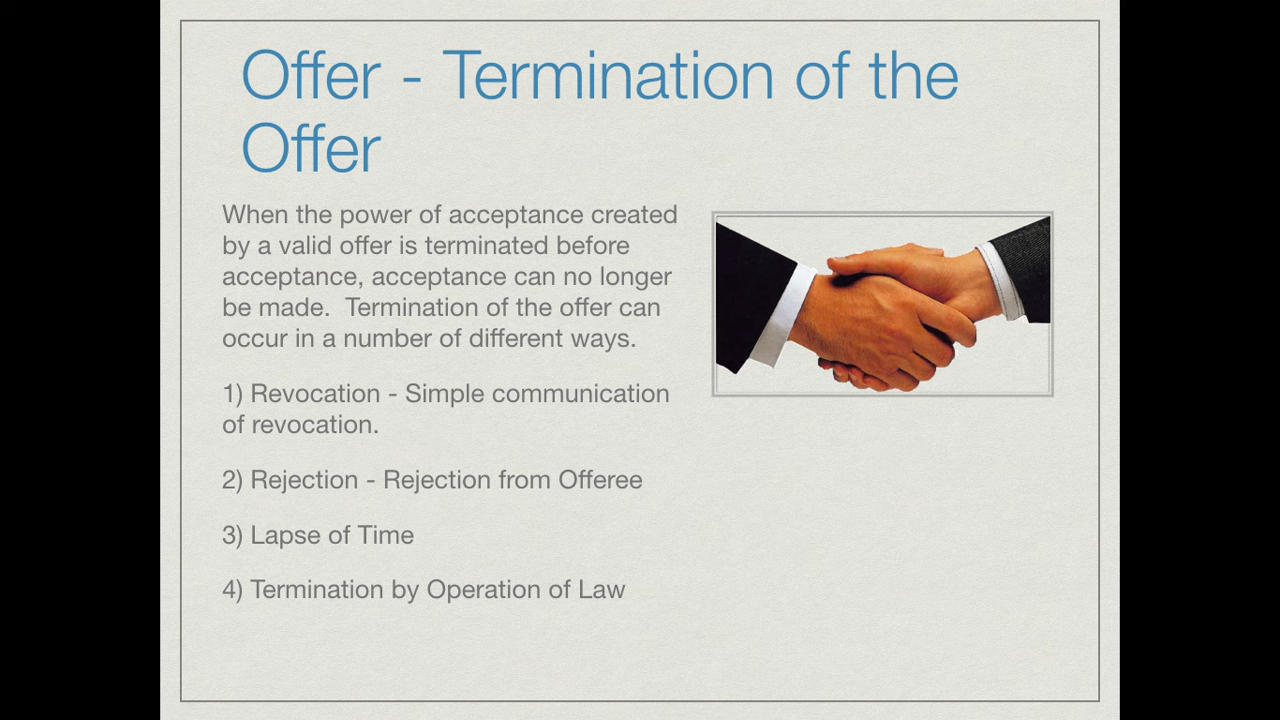 Offer - Termination of the
Offer
When the power of acceptance created
by a valid offer is terminated before
acceptance, acceptance can no longer
be made.  Termination of the offer can
occur in a number of different ways.
1) Revocation - Simple communication
of revocation.
2) Rejection - Rejection from Offeree
3) Lapse of Time
4) Termination by Operation of Law